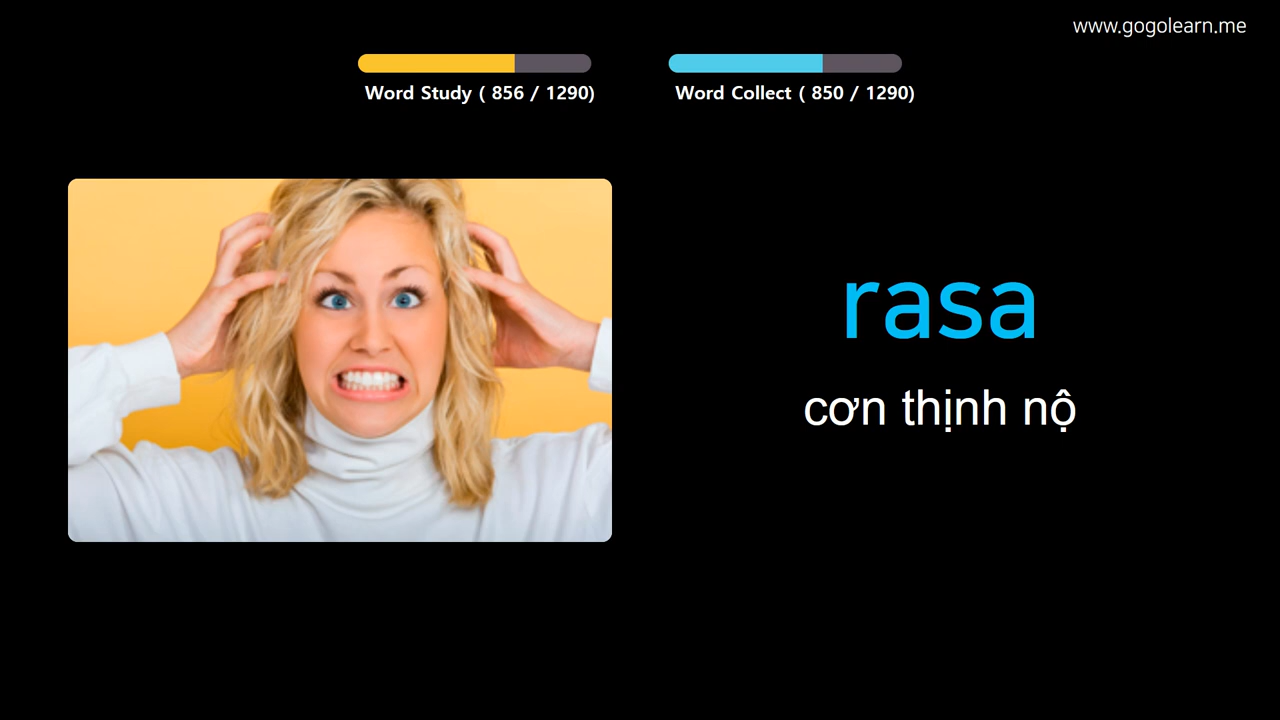 www.gogolearn.me
Word Study ( 856 / 1290)
Word Collect ( 850 / 1290)
rasa
cơn thịnh nộ